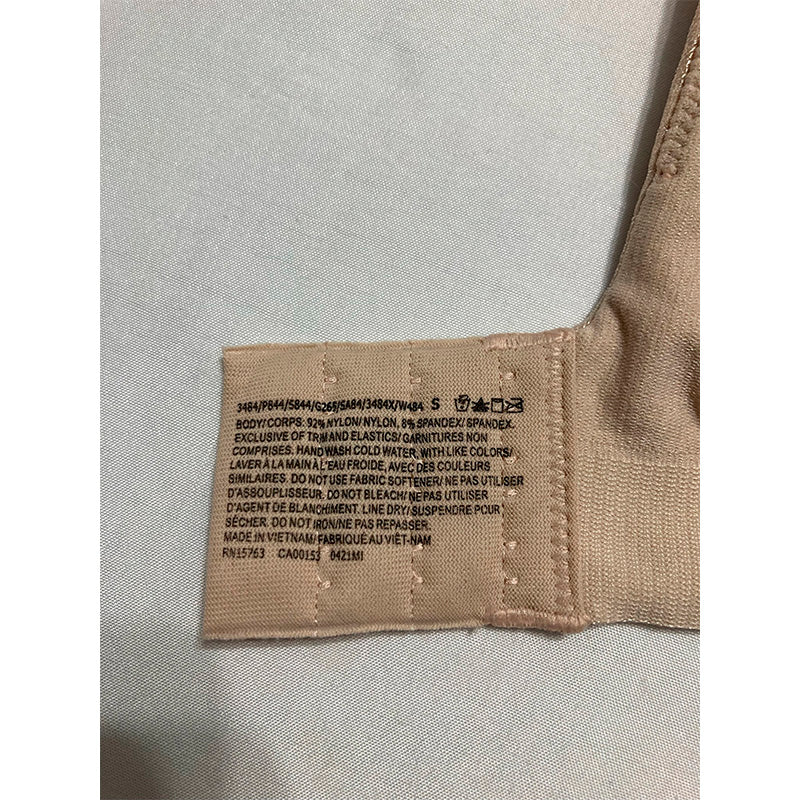 3484/P844/S844/G265/SA84/3484X/W484 S
BODY/CORPS: 92% NYLON/ NYLON, 8% SPANDEX/ SPANDEX.
EXCLUSIVE OF TRIM AND ELASTICS/ GARNITURES NON
COMPRISES. HAND WASH COLD WATER, WITH LIKE COLORS/
LAVER À LA MAIN À L'EAU FROIDE, AVEC DES COULEURS
SIMILAIRES. DO NOT USE FABRIC SOFTENER/ NE PAS UTILISER
D'ASSOUPLISSEUR. DO NOT BLEACH/ NE PAS UTILISER
D'AGENT DE BLANCHIMENT. LINE DRY/ SUSPENDRE POUR
SÉCHER. DO NOT IRON/NE PAS REPASSER.
MADE IN VIETNAM/FABRIQUÉ AU VIÊT-NAM
RN15763 CA00153 0421MI